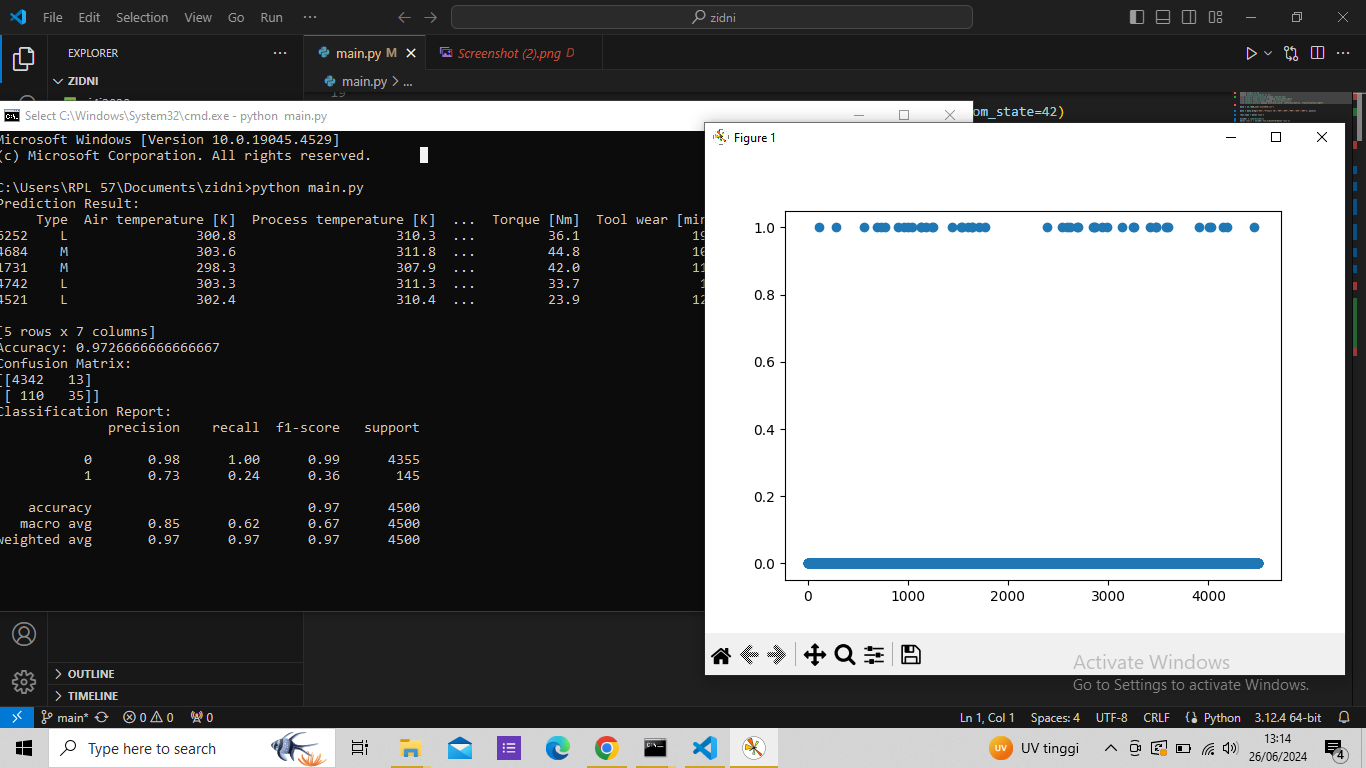 File Edit Selection View Go Run ··· zidni
EXPLORER ···
main.py M
Screenshot (2).png D
ZIDNI
main.py > ...
19
Select C:\Windows\System32\cmd.exe - python main.py
om_state=42)
Microsoft Windows [Version 10.0.19045.4529]
(c) Microsoft Corporation. All rights reserved.
C:\Users\RPL 57\Documents\zidni>python main.py
Prediction Result:
Type Air temperature [K] Process temperature [K] ... Torque [Nm] Tool wear [min
6252 L 300.8 310.3 ... 36.1 19
4684 M 303.6 311.8 ... 44.8 10
1731 M 298.3 307.9 ... 42.0 11
4742 L 303.3 311.3 ... 33.7 1
4521 L 302.4 310.4 ... 23.9 12
[5 rows x 7 columns]
Accuracy: 0.9726666666666667
Confusion Matrix:
[[4342 13]
[ 110 35]]
Classification Report:
precision recall f1-score support
0 0.98 1.00 0.99 4355
1 0.73 0.24 0.36 145
accuracy 0.97 4500
macro avg 0.85 0.62 0.67 4500
weighted avg 0.97 0.97 0.97 4500
Figure 1
1.0
0.8
0.6
0.4
0.2
0.0
0 1000 2000 3000 4000
Activate Windows
Go to Settings to activate Windows.
OUTLINE
TIMELINE
main* 0 0 0 Ln 1, Col 1 Spaces: 4 UTF-8 CRLF Python 3.12.4 64-bit
Type here to search
UV UV tinggi
13:14
26/06/2024
4